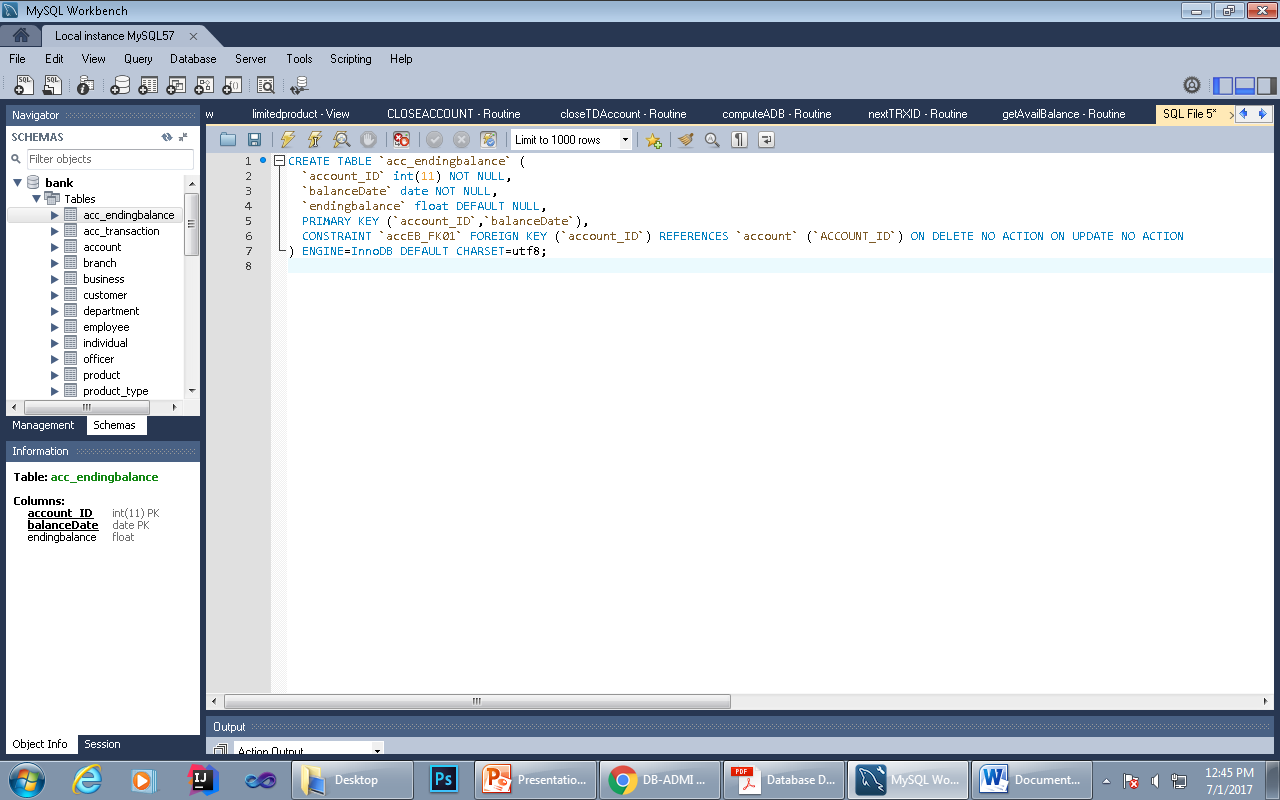 MySQL Workbench
Local instance MySQL57
File Edit View Query Database Server Tools Scripting Help
Navigator
SCHEMAS
Filter objects
bank
Tables
acc_endingbalance
acc_transaction
account
branch
business
customer
department
employee
individual
officer
product
product_type
Management Schemas
Information
Table: acc_endingbalance
Columns:
account_ID int(11) PK
balanceDate date PK
endingbalance float
Object Info Session
w limitedproduct - View CLOSEACCOUNT - Routine closeTDAccount - Routine computeADB - Routine nextTRXID - Routine getAvailBalance - Routine SQL File 5*
Limit to 1000 rows
1 CREATE TABLE `acc_endingbalance` (
2 `account_ID` int(11) NOT NULL,
3 `balanceDate` date NOT NULL,
4 `endingbalance` float DEFAULT NULL,
5 PRIMARY KEY (`account_ID`,`balanceDate`),
6 CONSTRAINT `accEB_FK01` FOREIGN KEY (`account_ID`) REFERENCES `account` (`ACCOUNT_ID`) ON DELETE NO ACTION ON UPDATE NO ACTION
7 ) ENGINE=InnoDB DEFAULT CHARSET=utf8;
8
Output
Action Output
Desktop Presentatio... DB-ADMI ... Database D... MySQL Wo... Document...
12:45 PM
7/1/2017